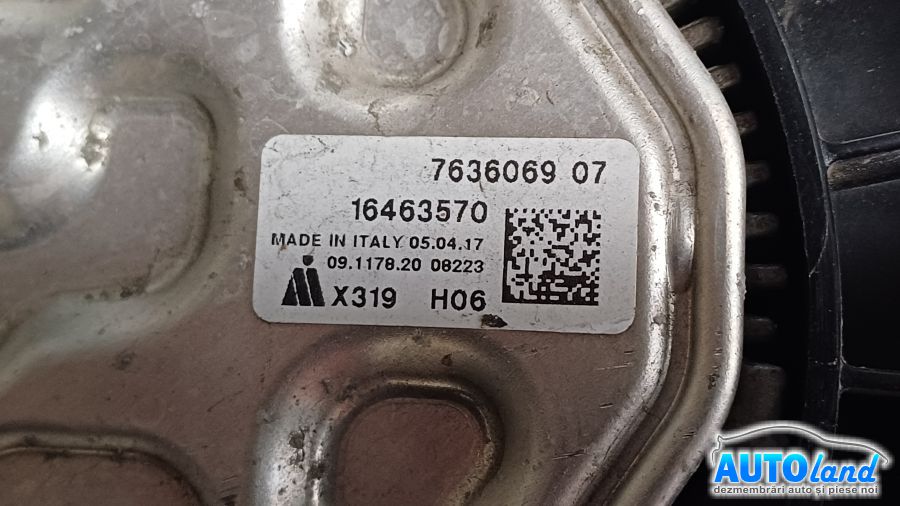 7636069 07
16463570
MADE IN ITALY 05.04.17
09.1178.20 08223
X319 H06
AUTOland
dezmembrări auto și piese noi